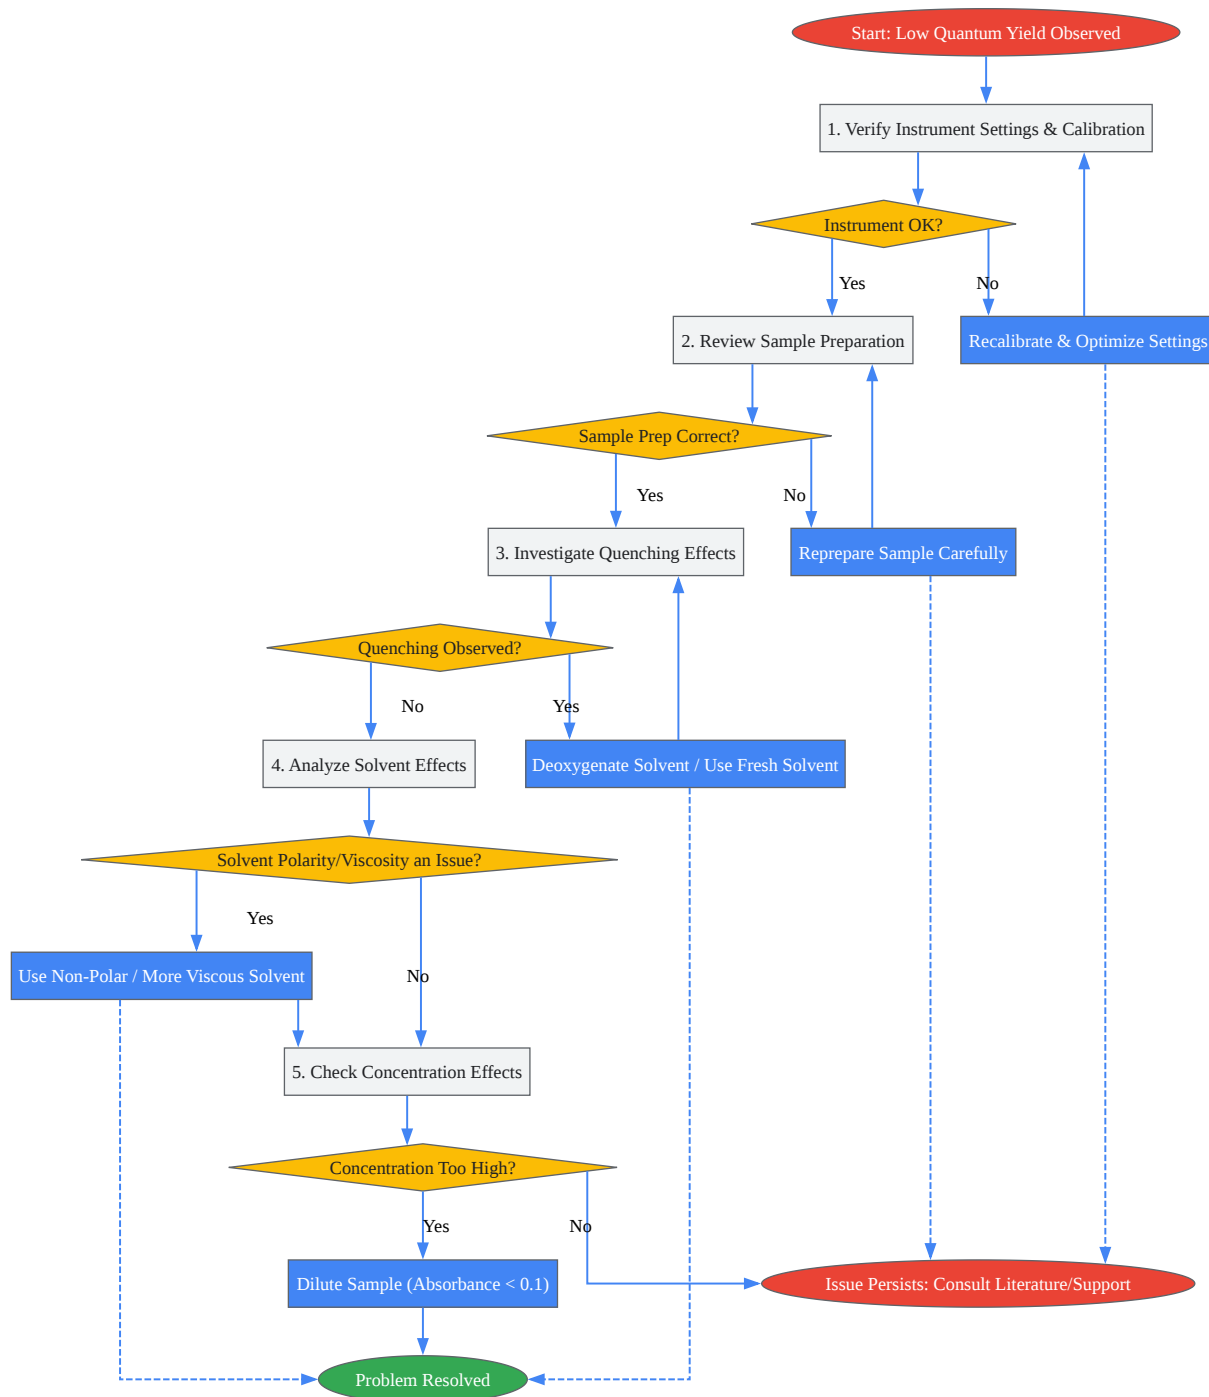 Start: Low Quantum Yield Observed
1. Verify Instrument Settings & Calibration
Instrument OK?
Yes
No
2. Review Sample Preparation
Recalibrate & Optimize Settings
Sample Prep Correct?
Yes
No
3. Investigate Quenching Effects
Reprepare Sample Carefully
Quenching Observed?
No
Yes
4. Analyze Solvent Effects
Deoxygenate Solvent / Use Fresh Solvent
Solvent Polarity/Viscosity an Issue?
Yes
Use Non-Polar / More Viscous Solvent
No
5. Check Concentration Effects
Concentration Too High?
Yes
No
Dilute Sample (Absorbance < 0.1)
Issue Persists: Consult Literature/Support
Problem Resolved